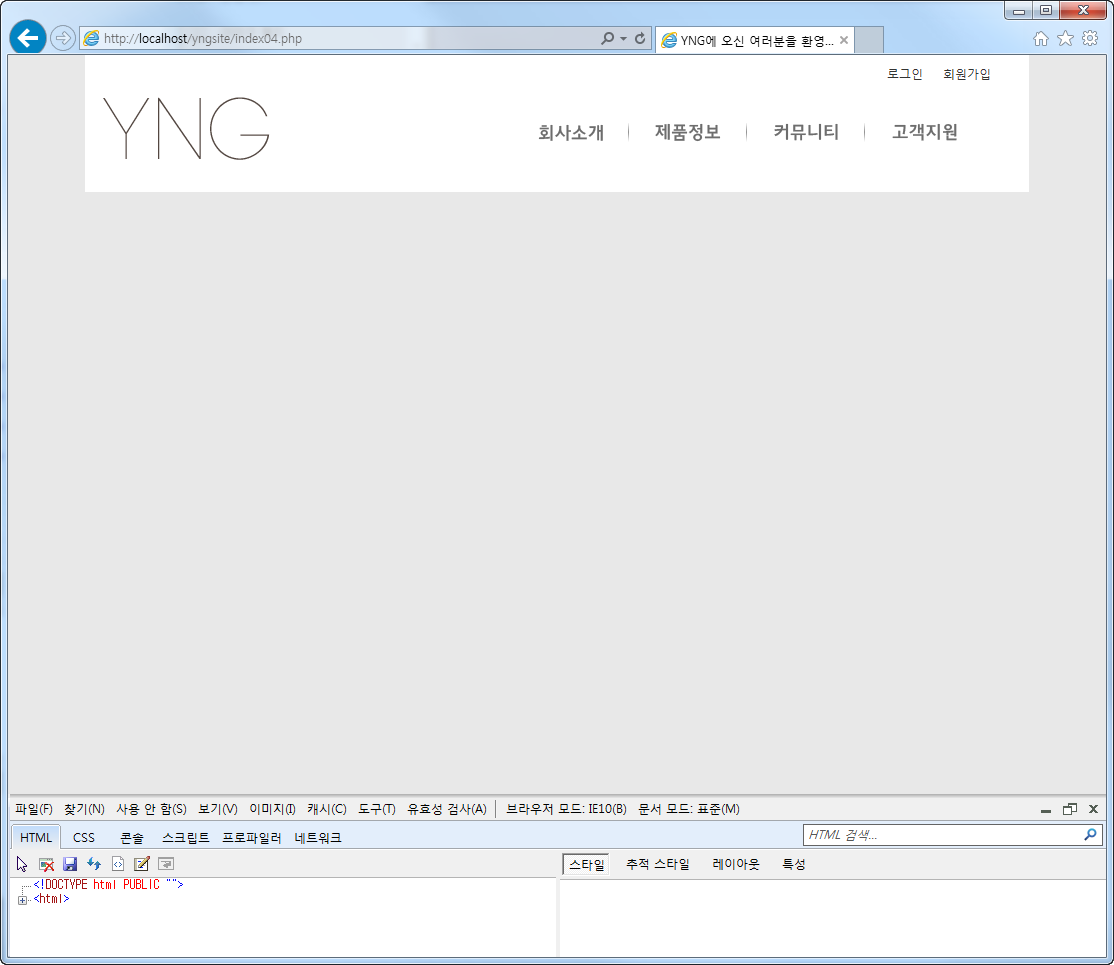 http://localhost/yngsite/index04.php
YNG에 오신 여러분을 환영...
로그인 회원가입
YNG
회사소개 제품정보 커뮤니티 고객지원
파일(F) 찾기(N) 사용 안 함(S) 보기(V) 이미지(I) 캐시(C) 도구(T) 유효성 검사(A) 브라우저 모드: IE10(B) 문서 모드: 표준(M)
HTML CSS 콘솔 스크립트 프로파일러 네트워크 HTML 검색...
스타일 추적 스타일 레이아웃 특성
<!DOCTYPE html PUBLIC "">
<html>